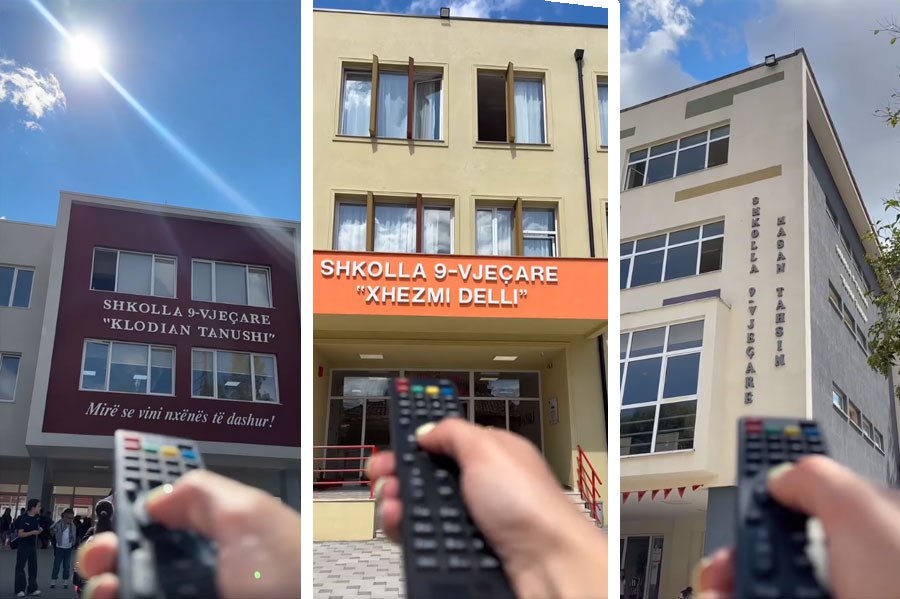 SHKOLLA 9-VJEÇARE
"KLODIAN TANUSHI"
Mirë se vini nxënës të dashur!
SHKOLLA 9-VJEÇARE
"XHEZMI DELLI"
SHKOLLA 9-VJEÇARE
HASAN TAHSIN